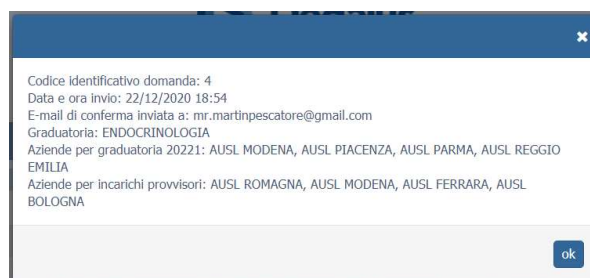 ×
Codice identificativo domanda: 4
Data e ora invio: 22/12/2020 18:54
E-mail di conferma inviata a: mr.martinpescatore@gmail.com
Graduatoria: ENDOCRINOLOGIA
Aziende per graduatoria 20221: AUSL MODENA, AUSL PIACENZA, AUSL PARMA, AUSL REGGIO
EMILIA
Aziende per incarichi provvisori: AUSL ROMAGNA, AUSL MODENA, AUSL FERRARA, AUSL
BOLOGNA
ok